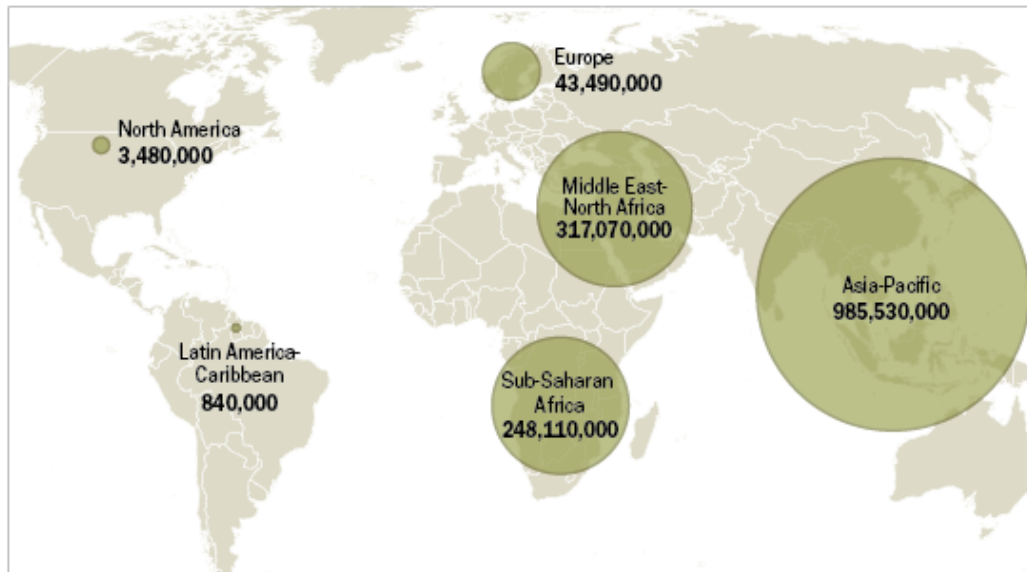 Europe
43,490,000
North America
3,480,000
Middle East-
North Africa
317,070,000
Asia-Pacific
985,530,000
Latin America-
Caribbean
840,000
Sub-Saharan
Africa
248,110,000